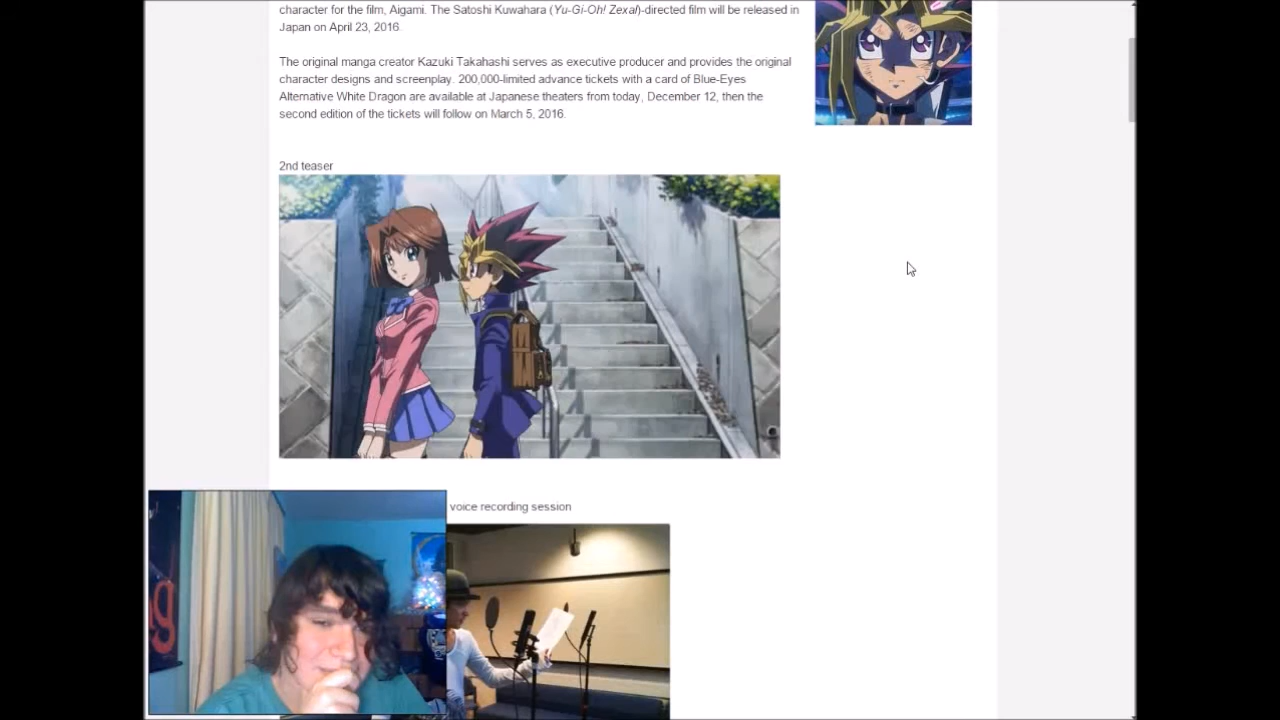 character for the film, Aigami. The Satoshi Kuwahara (Yu-Gi-Oh! Zexal)-directed film will be released in
Japan on April 23, 2016.
The original manga creator Kazuki Takahashi serves as executive producer and provides the original
character designs and screenplay. 200,000-limited advance tickets with a card of Blue-Eyes
Alternative White Dragon are available at Japanese theaters from today, December 12, then the
second edition of the tickets will follow on March 5, 2016.
2nd teaser
voice recording session